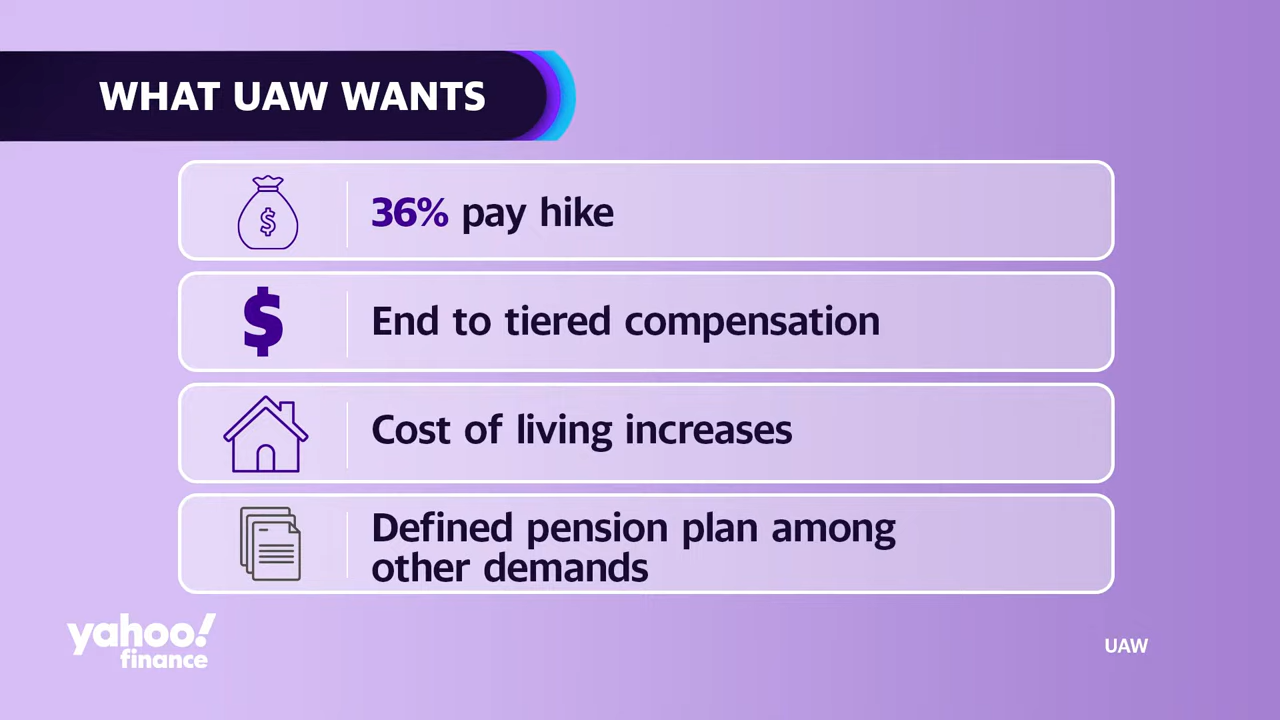 WHAT UAW WANTS
$
36% pay hike
$
End to tiered compensation
Cost of living increases
Defined pension plan among
other demands
yahoo!
finance
UAW